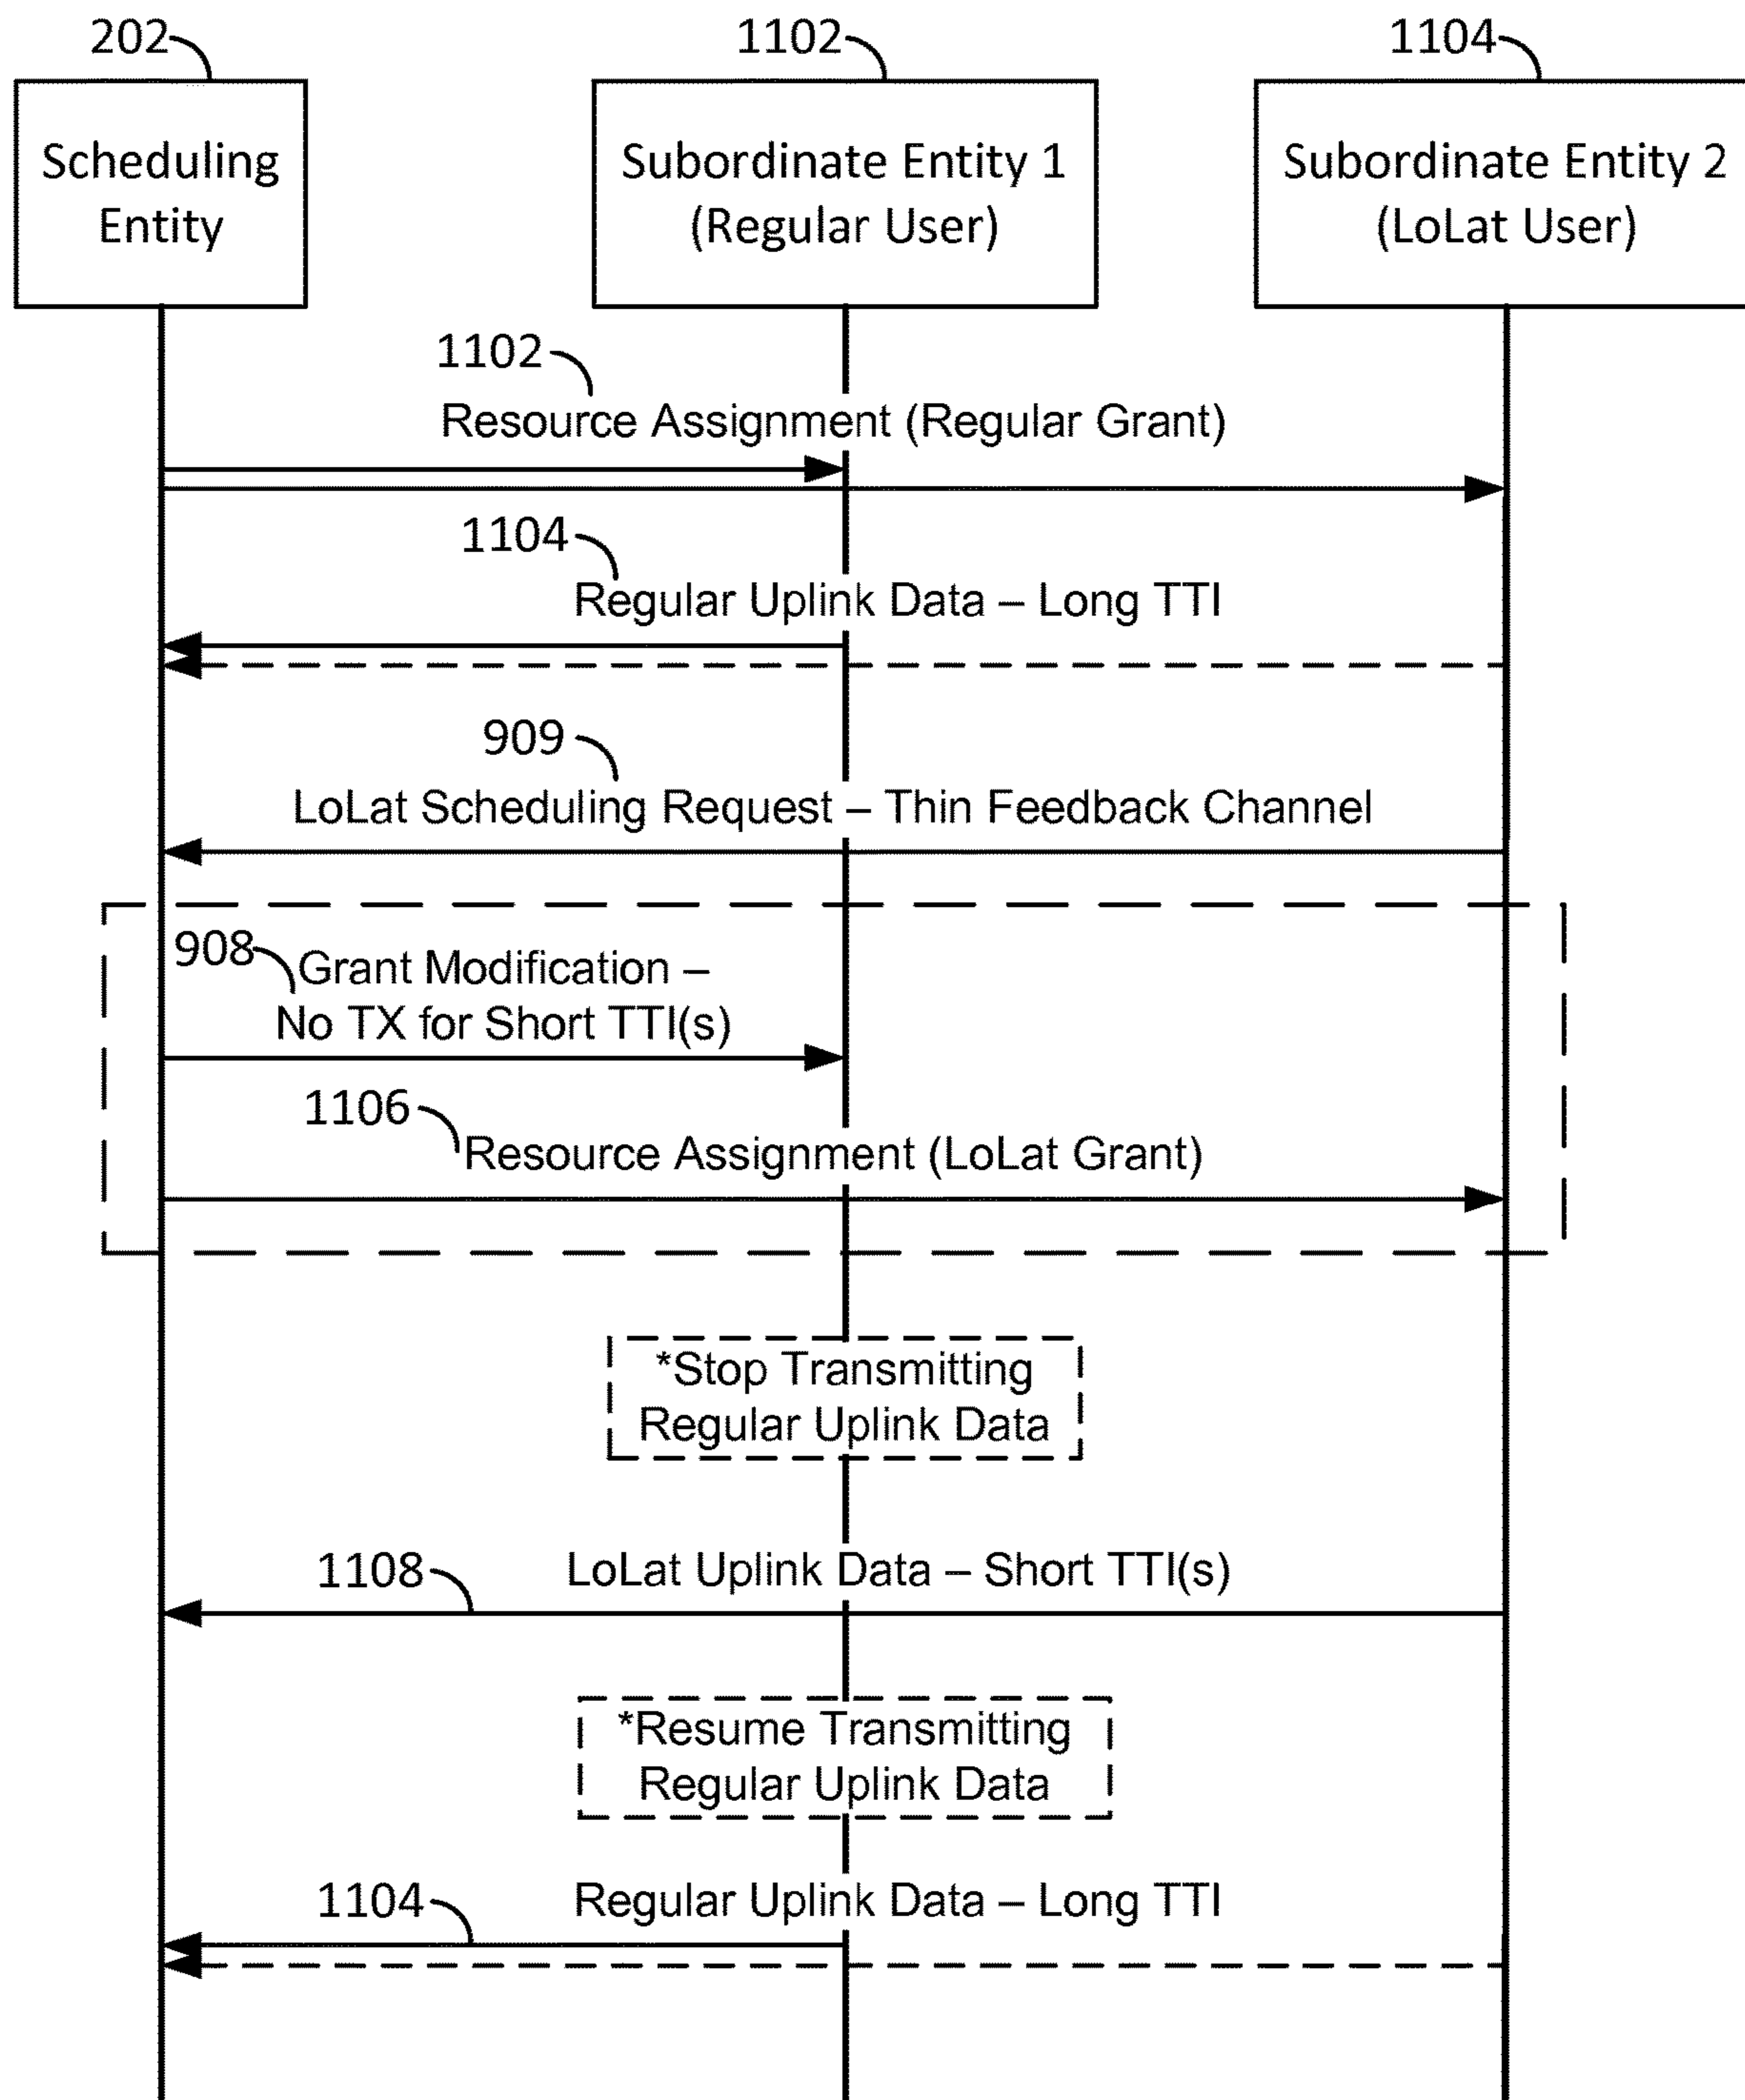 202
1102
1104
Scheduling
Entity
Subordinate Entity 1
(Regular User)
Subordinate Entity 2
(LoLat User)
1102
Resource Assignment (Regular Grant)
1104
Regular Uplink Data – Long TTI
909
LoLat Scheduling Request – Thin Feedback Channel
908
Grant Modification –
No TX for Short TTI(s)
1106
Resource Assignment (LoLat Grant)
*Stop Transmitting
Regular Uplink Data
1108
LoLat Uplink Data – Short TTI(s)
*Resume Transmitting
Regular Uplink Data
1104
Regular Uplink Data – Long TTI